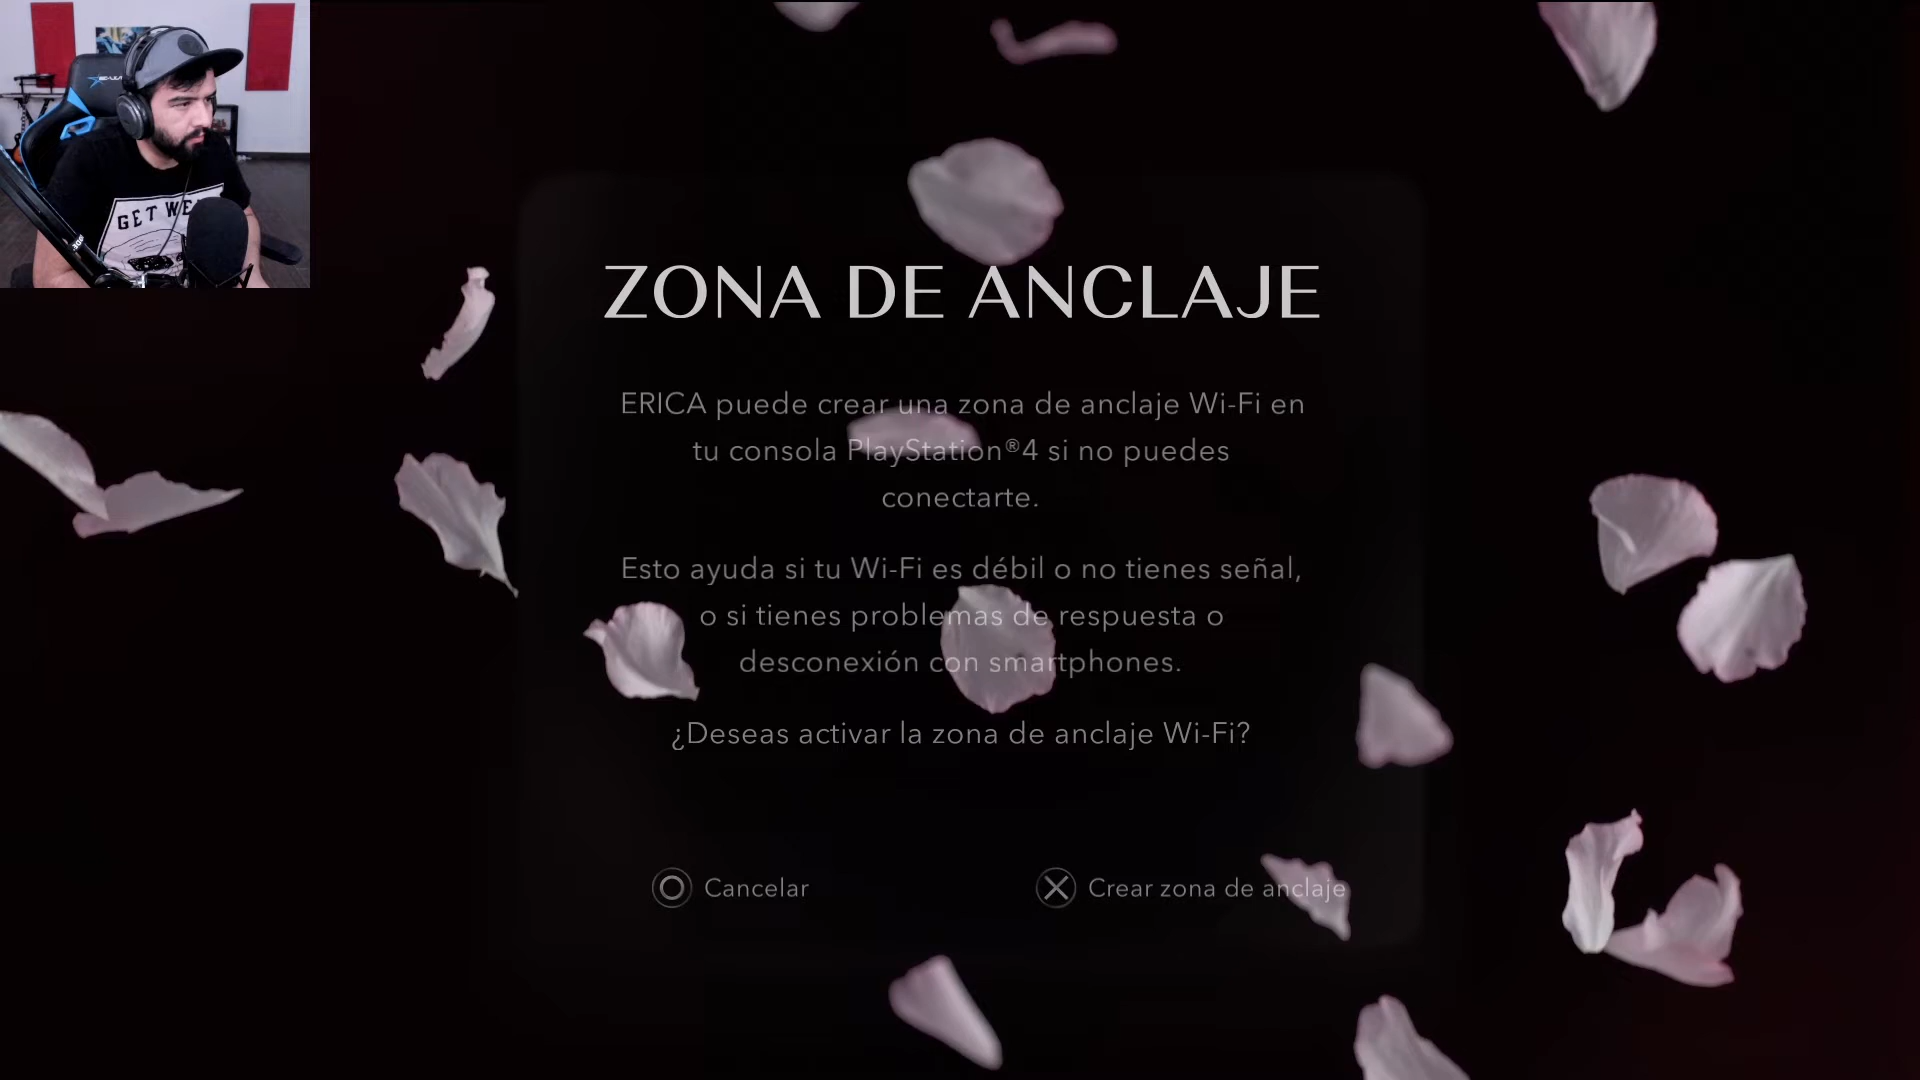 GET WE
ZONA DE ANCLAJE
ERICA puede crear una zona de anclaje Wi-Fi en
tu consola PlayStation®4 si no puedes
conectarte.
Esto ayuda si tu Wi-Fi es débil o no tienes señal,
o si tienes problemas de respuesta o
desconexión con smartphones.
¿Deseas activar la zona de anclaje Wi-Fi?
Cancelar
Crear zona de anclaje